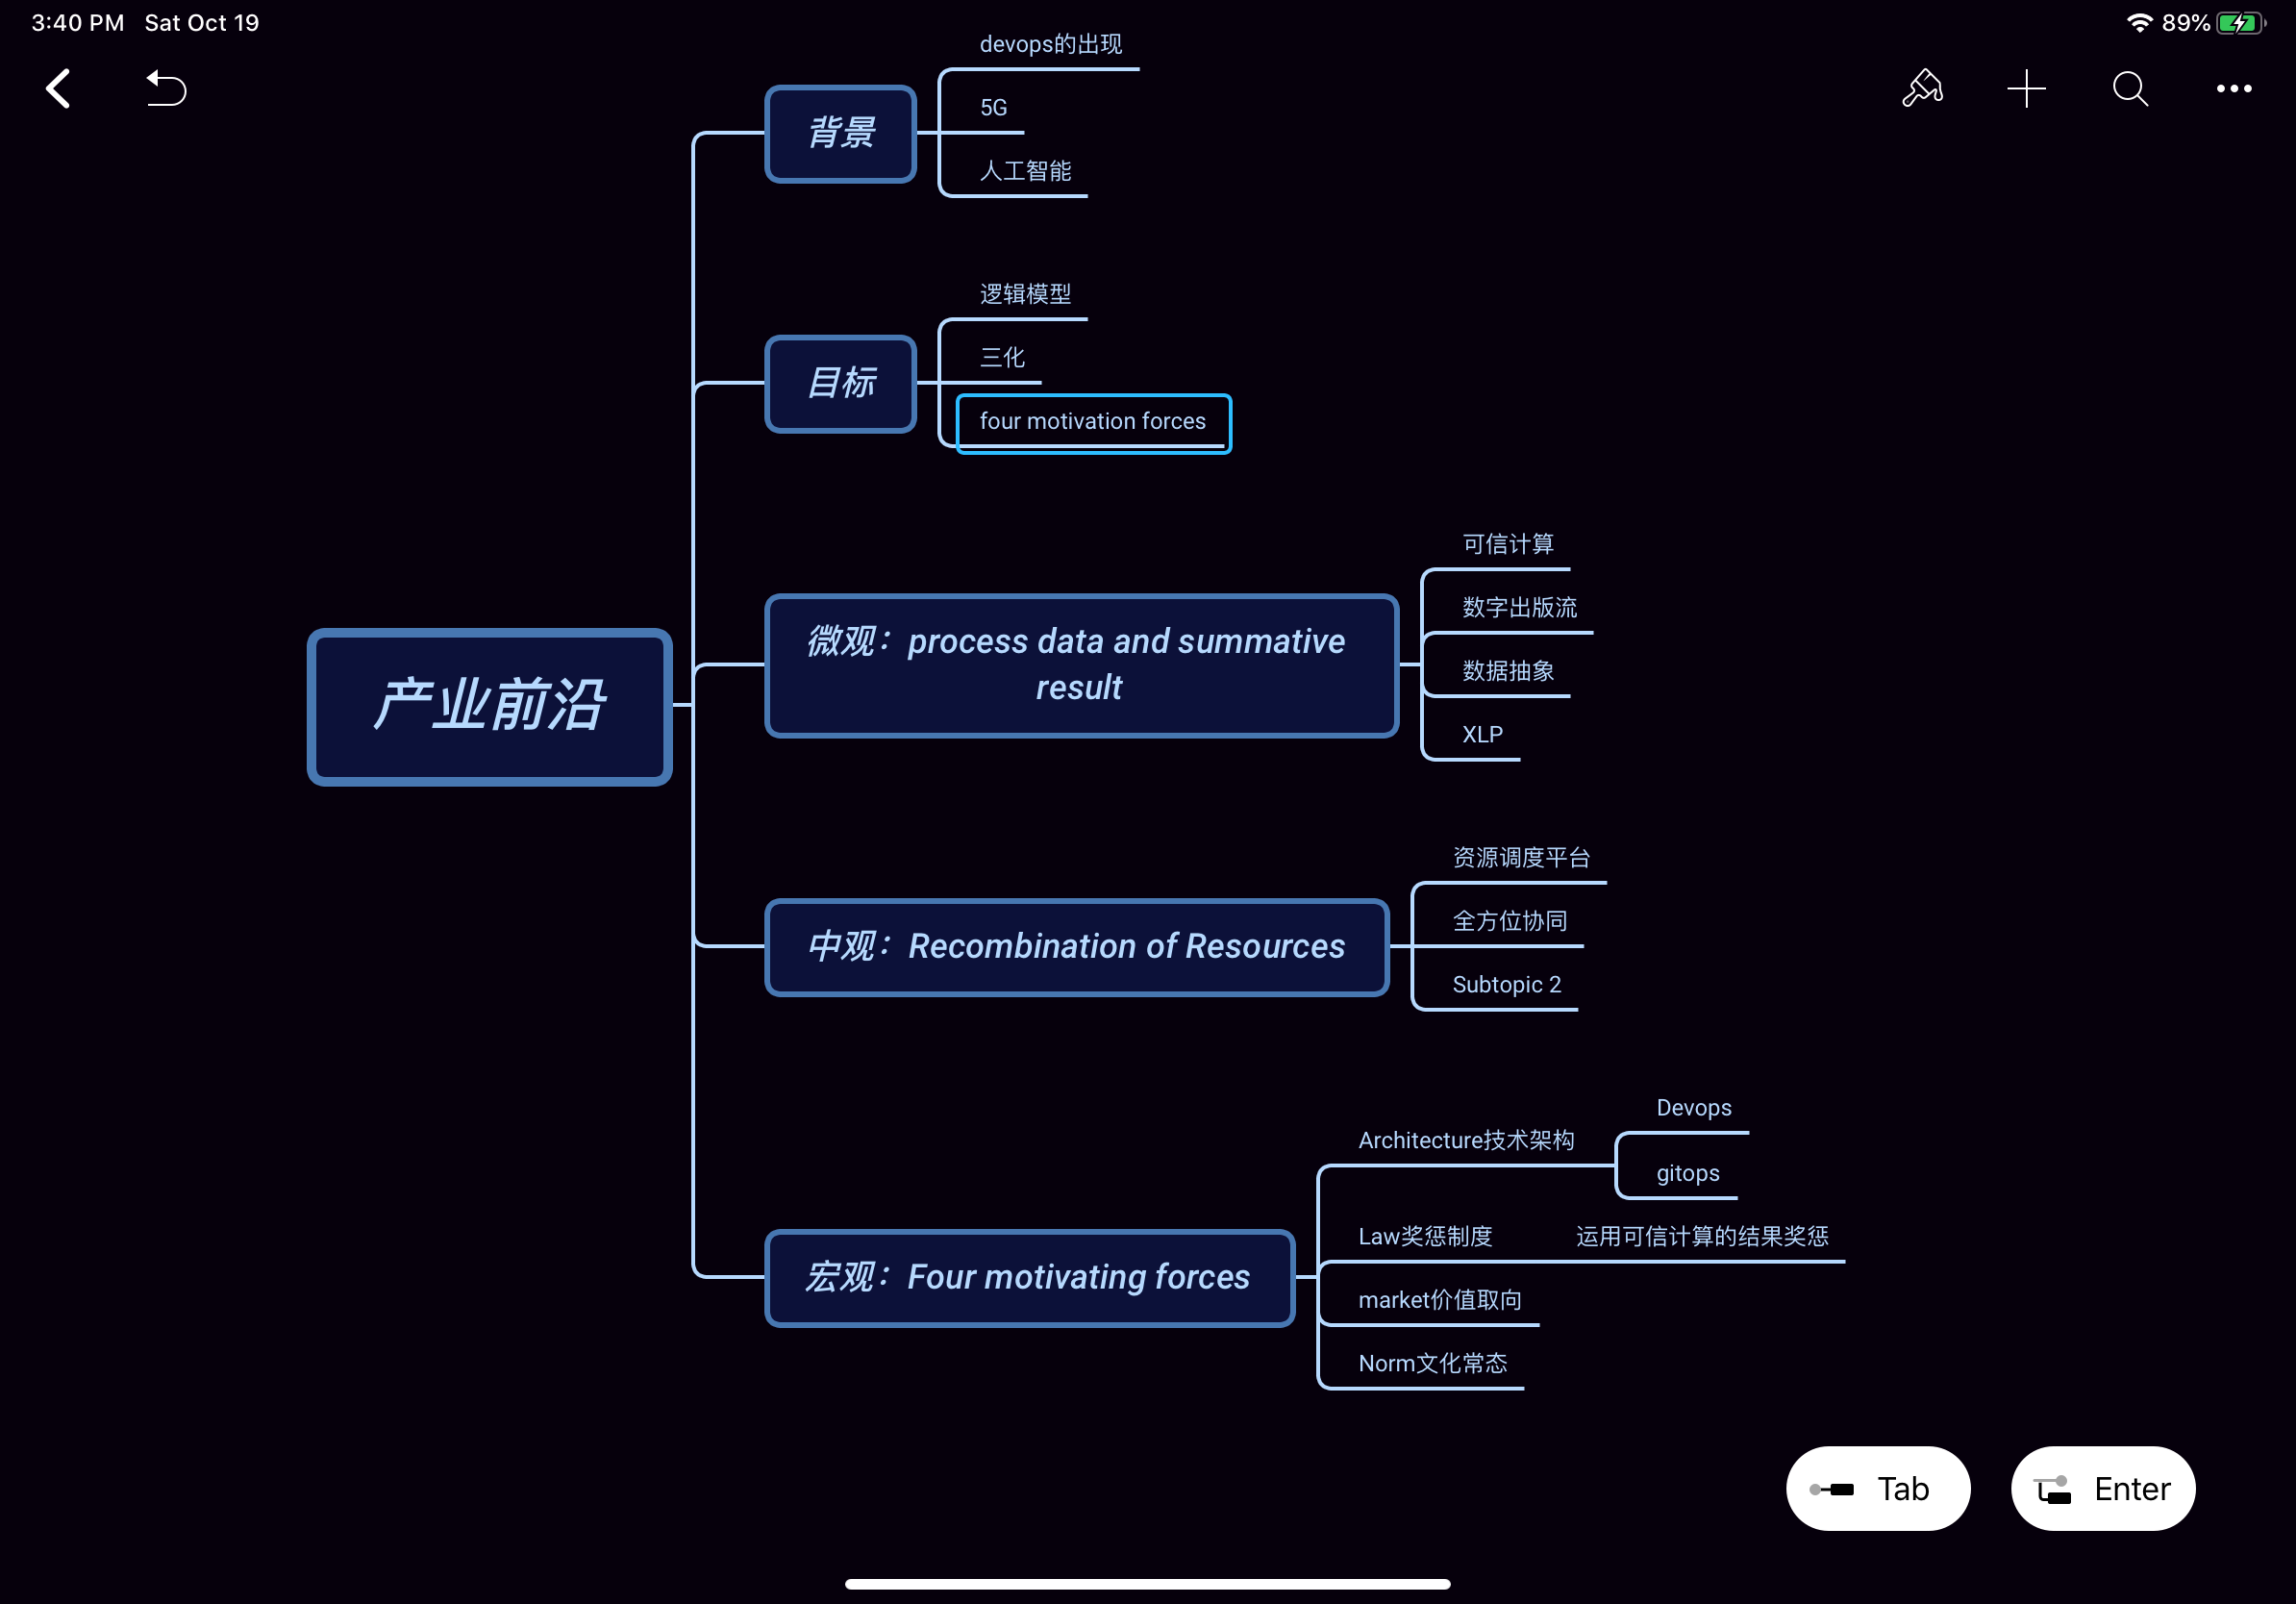 3:40 PM Sat Oct 19
89%
产业前沿
背景
devops的出现
5G
人工智能
目标
逻辑模型
三化
four motivation forces
微观：process data and summative
result
可信计算
数字出版流
数据抽象
XLP
中观：Recombination of Resources
资源调度平台
全方位协同
Subtopic 2
宏观：Four motivating forces
Architecture技术架构
Devops
gitops
Law奖惩制度
运用可信计算的结果奖惩
market价值取向
Norm文化常态
Tab
Enter